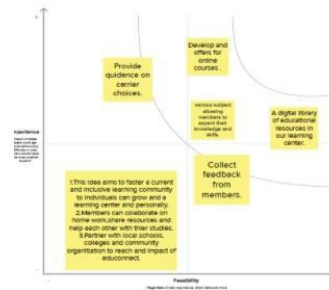 Develop and
offers for
online
courses .
Provide
guidence on
carrier
choices.
various subject
allowing
members to
expent their
knowledge and
skills.
A digital library
of educational
resources in
our learning
center.
Collect
feedback
from
members.
1.This idea aims to foster a current
and inclusive learning community
to individuals can grow and a
learning center and personally.
2.Members can colaborate on
home work,share resources and
help each other with thrier studies.
3.Partner with local schools,
colleges and community
organitiation to reach and impact of
educonnect.
Importance
Feasibility